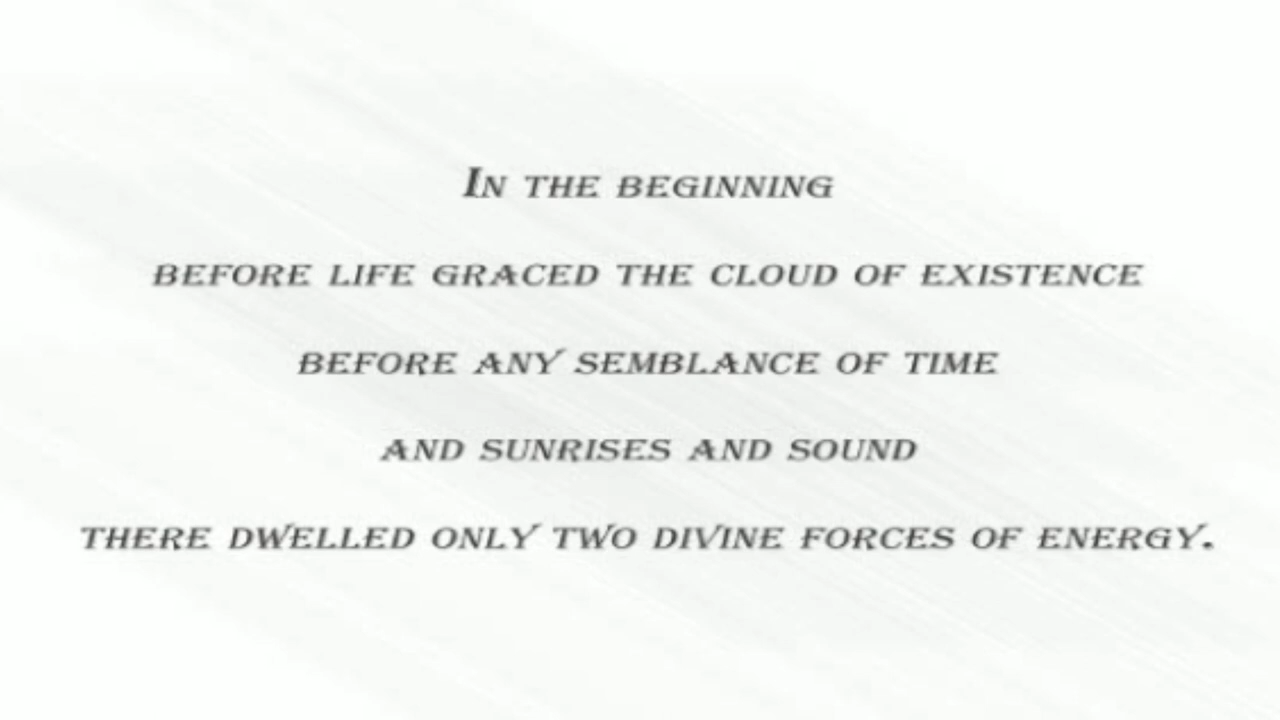 In the beginning
before life graced the cloud of existence
before any semblance of time
and sunrises and sound
there dwelled only two divine forces of energy.